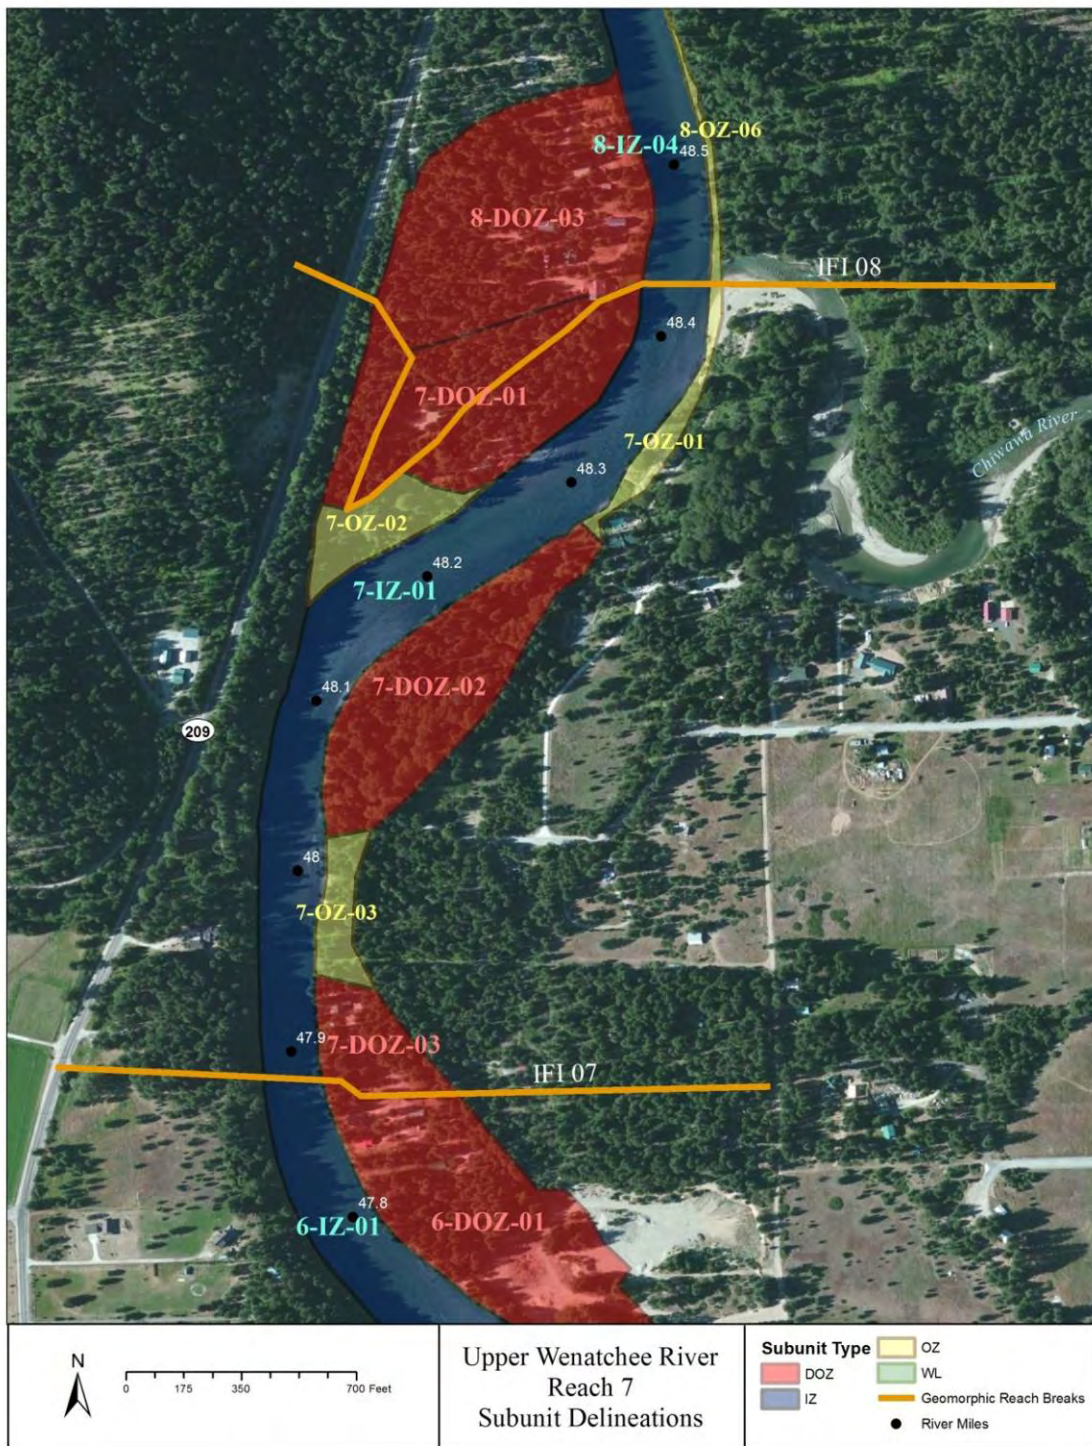 8-OZ-06
8-IZ-04
48.5
8-DOZ-03
IFI 08
48.4
7-DOZ-01
7-OZ-01
Chiwawa River
48.3
7-OZ-02
48.2
7-IZ-01
7-DOZ-02
48.1
209
48
7-OZ-03
47.9
7-DOZ-03
IFI 07
47.8
6-IZ-01
6-DOZ-01
N
0 175 350 700 Feet
Upper Wenatchee River
Reach 7
Subunit Delineations
Subunit Type
DOZ
IZ
OZ
WL
Geomorphic Reach Breaks
River Miles